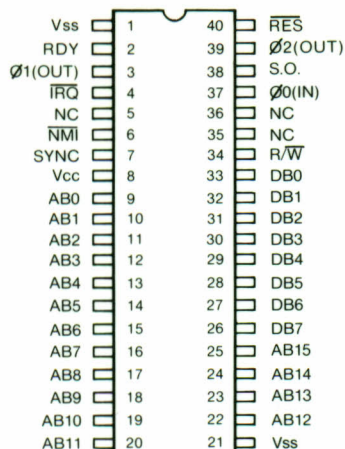 Vss 1 40 R̅E̅S̅
RDY 2 39 Ø2(OUT)
Ø1(OUT) 3 38 S.O.
I̅R̅Q̅ 4 37 Ø0(IN)
NC 5 36 NC
N̅M̅I̅ 6 35 NC
SYNC 7 34 R/W̅
Vcc 8 33 DB0
AB0 9 32 DB1
AB1 10 31 DB2
AB2 11 30 DB3
AB3 12 29 DB4
AB4 13 28 DB5
AB5 14 27 DB6
AB6 15 26 DB7
AB7 16 25 AB15
AB8 17 24 AB14
AB9 18 23 AB13
AB10 19 22 AB12
AB11 20 21 Vss